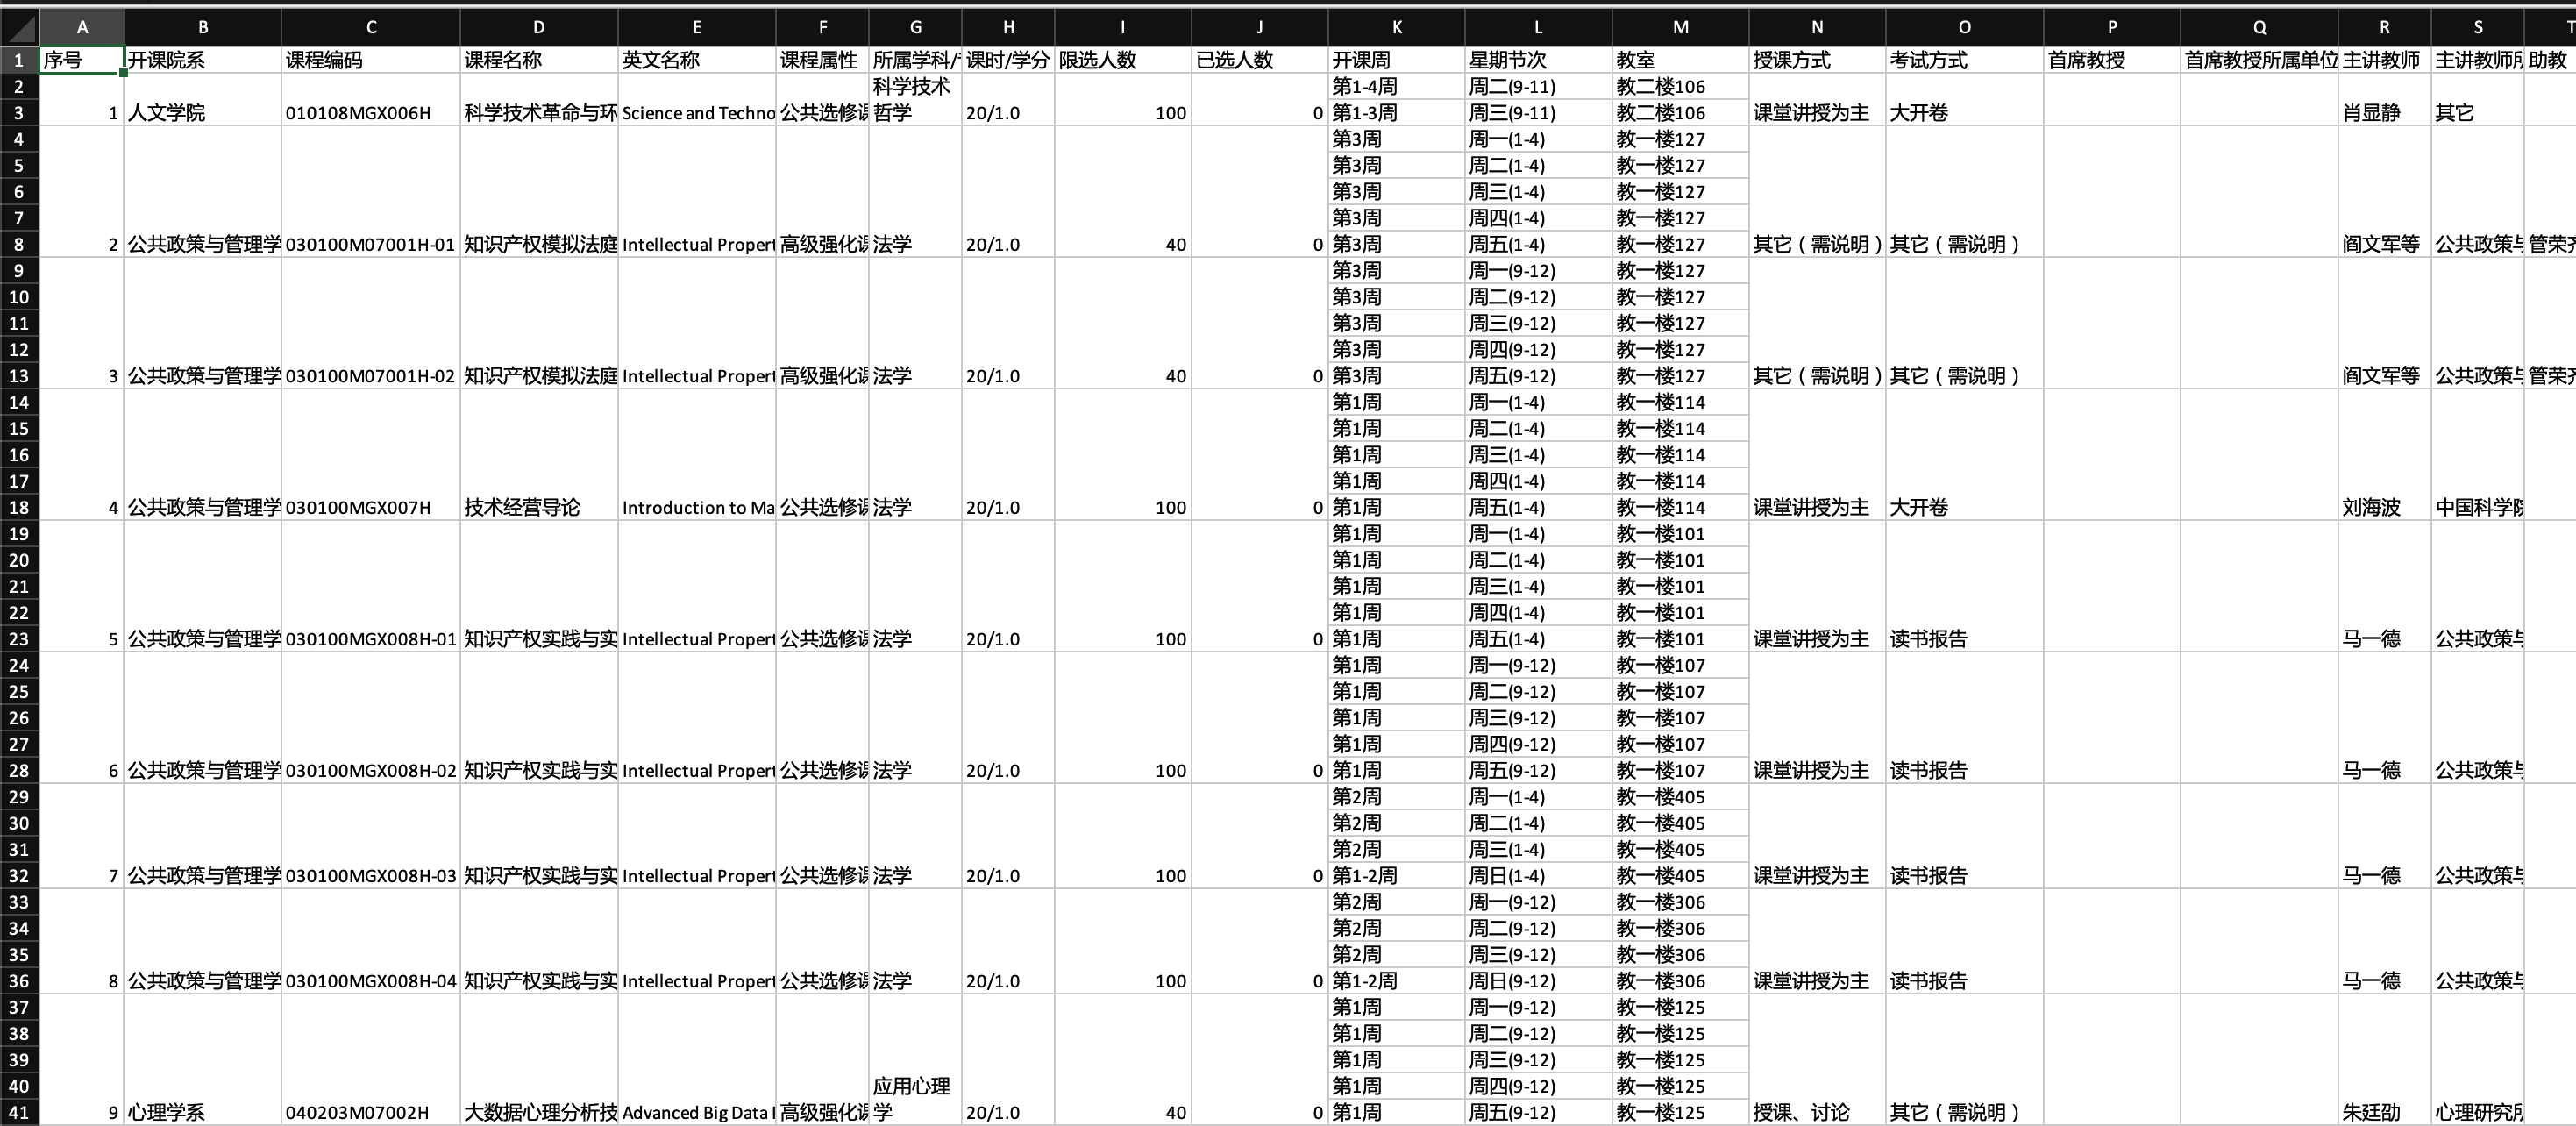 A B C D E F G H I J K L M N O P Q R S T
1 序号 开课院系 课程编码 课程名称 英文名称 课程属性 所属学科/ 课时/学分 限选人数 已选人数 开课周 星期节次 教室 授课方式 考试方式 首席教授 首席教授所属单位 主讲教师 主讲教师所 助教
2 科学技术 第1-4周 周二(9-11) 教二楼106
3 1 人文学院 010108MGX006H 科学技术革命与环 Science and Techno 公共选修课 哲学 20/1.0 100 0 第1-3周 周三(9-11) 教二楼106 课堂讲授为主 大开卷 肖显静 其它
4 第3周 周一(1-4) 教一楼127
5 第3周 周二(1-4) 教一楼127
6 第3周 周三(1-4) 教一楼127
7 第3周 周四(1-4) 教一楼127
8 2 公共政策与管理学 030100M07001H-01 知识产权模拟法庭 Intellectual Propert 高级强化课 法学 20/1.0 40 0 第3周 周五(1-4) 教一楼127 其它（需说明） 其它（需说明） 阎文军等 公共政策与 管荣齐
9 第3周 周一(9-12) 教一楼127
10 第3周 周二(9-12) 教一楼127
11 第3周 周三(9-12) 教一楼127
12 第3周 周四(9-12) 教一楼127
13 3 公共政策与管理学 030100M07001H-02 知识产权模拟法庭 Intellectual Propert 高级强化课 法学 20/1.0 40 0 第3周 周五(9-12) 教一楼127 其它（需说明） 其它（需说明） 阎文军等 公共政策与 管荣齐
14 第1周 周一(1-4) 教一楼114
15 第1周 周二(1-4) 教一楼114
16 第1周 周三(1-4) 教一楼114
17 第1周 周四(1-4) 教一楼114
18 4 公共政策与管理学 030100MGX007H 技术经营导论 Introduction to Ma 公共选修课 法学 20/1.0 100 0 第1周 周五(1-4) 教一楼114 课堂讲授为主 大开卷 刘海波 中国科学院
19 第1周 周一(1-4) 教一楼101
20 第1周 周二(1-4) 教一楼101
21 第1周 周三(1-4) 教一楼101
22 第1周 周四(1-4) 教一楼101
23 5 公共政策与管理学 030100MGX008H-01 知识产权实践与实 Intellectual Propert 公共选修课 法学 20/1.0 100 0 第1周 周五(1-4) 教一楼101 课堂讲授为主 读书报告 马一德 公共政策与
24 第1周 周一(9-12) 教一楼107
25 第1周 周二(9-12) 教一楼107
26 第1周 周三(9-12) 教一楼107
27 第1周 周四(9-12) 教一楼107
28 6 公共政策与管理学 030100MGX008H-02 知识产权实践与实 Intellectual Propert 公共选修课 法学 20/1.0 100 0 第1周 周五(9-12) 教一楼107 课堂讲授为主 读书报告 马一德 公共政策与
29 第2周 周一(1-4) 教一楼405
30 第2周 周二(1-4) 教一楼405
31 第2周 周三(1-4) 教一楼405
32 7 公共政策与管理学 030100MGX008H-03 知识产权实践与实 Intellectual Propert 公共选修课 法学 20/1.0 100 0 第1-2周 周日(1-4) 教一楼405 课堂讲授为主 读书报告 马一德 公共政策与
33 第2周 周一(9-12) 教一楼306
34 第2周 周二(9-12) 教一楼306
35 第2周 周三(9-12) 教一楼306
36 8 公共政策与管理学 030100MGX008H-04 知识产权实践与实 Intellectual Propert 公共选修课 法学 20/1.0 100 0 第1-2周 周日(9-12) 教一楼306 课堂讲授为主 读书报告 马一德 公共政策与
37 第1周 周一(9-12) 教一楼125
38 第1周 周二(9-12) 教一楼125
39 第1周 周三(9-12) 教一楼125
40 应用心理 第1周 周四(9-12) 教一楼125
41 9 心理学系 040203M07002H 大数据心理分析技 Advanced Big Data 高级强化课 学 20/1.0 40 0 第1周 周五(9-12) 教一楼125 授课、讨论 其它（需说明） 朱廷劭 心理研究所